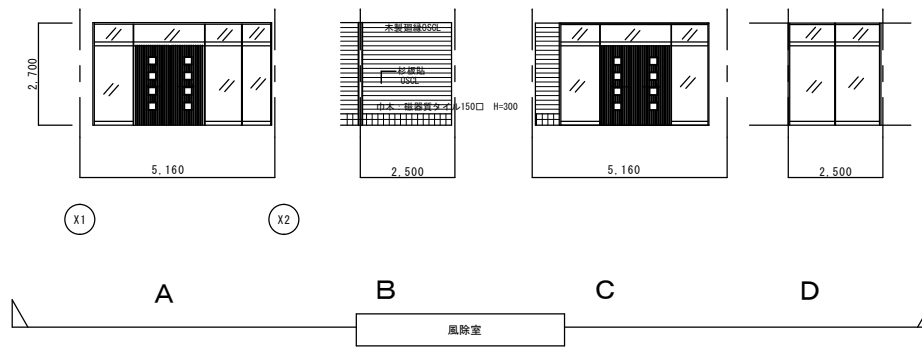 木製廻縁OSCL
杉板貼
OSCL
巾木：磁器質タイル150口 H=300
2,700
5,160
2,500
5,160
2,500
X1
X2
A
B
C
D
風除室